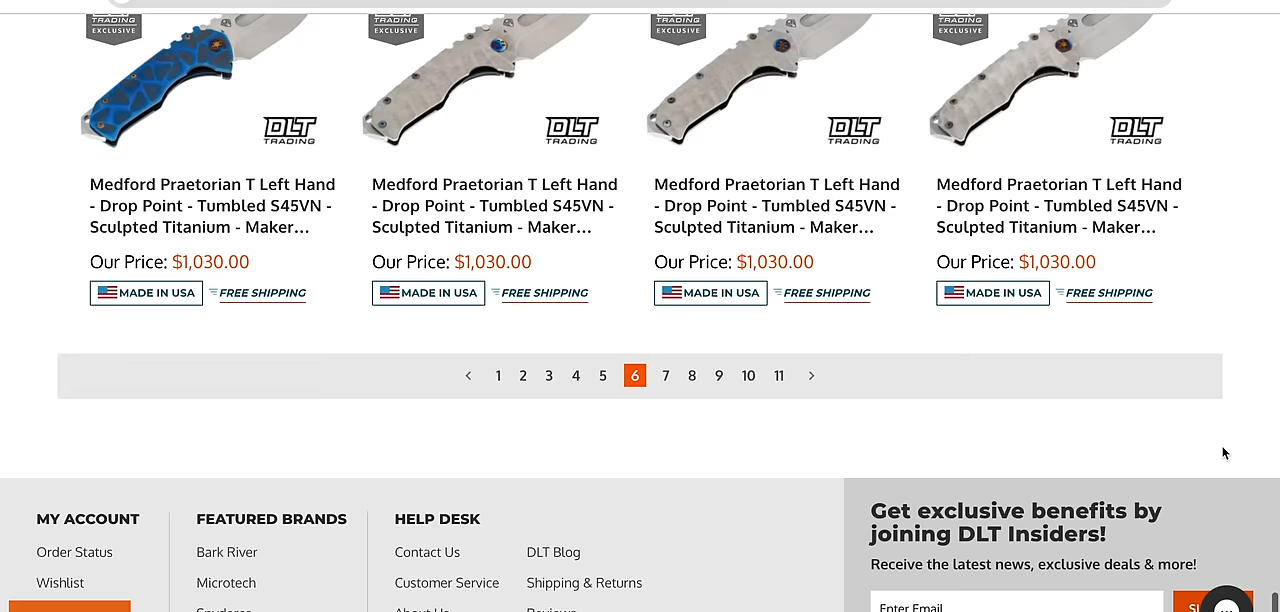 TRADING
EXCLUSIVE
TRADING
EXCLUSIVE
TRADING
EXCLUSIVE
TRADING
EXCLUSIVE
DLT
TRADING
DLT
TRADING
DLT
TRADING
DLT
TRADING
Medford Praetorian T Left Hand
- Drop Point - Tumbled S45VN -
Sculpted Titanium - Maker...
Our Price: $1,030.00
MADE IN USA FREE SHIPPING
Medford Praetorian T Left Hand
- Drop Point - Tumbled S45VN -
Sculpted Titanium - Maker...
Our Price: $1,030.00
MADE IN USA FREE SHIPPING
Medford Praetorian T Left Hand
- Drop Point - Tumbled S45VN -
Sculpted Titanium - Maker...
Our Price: $1,030.00
MADE IN USA FREE SHIPPING
Medford Praetorian T Left Hand
- Drop Point - Tumbled S45VN -
Sculpted Titanium - Maker...
Our Price: $1,030.00
MADE IN USA FREE SHIPPING
< 1 2 3 4 5 6 7 8 9 10 11 >
MY ACCOUNT
Order Status
Wishlist
FEATURED BRANDS
Bark River
Microtech
HELP DESK
Contact Us
Customer Service
About Us
DLT Blog
Shipping & Returns
Reviews
Get exclusive benefits by
joining DLT Insiders!
Receive the latest news, exclusive deals & more!
Enter Email